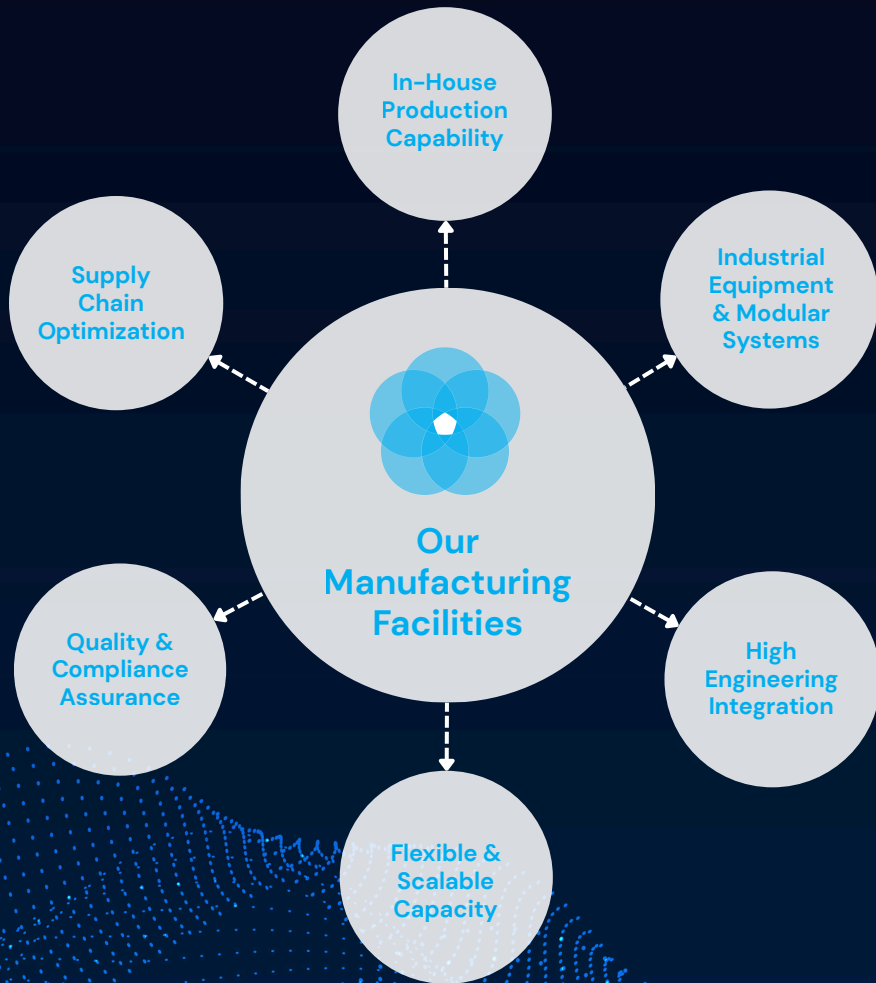 In-House
Production
Capability
Supply
Chain
Optimization
Industrial
Equipment
& Modular
Systems
Our
Manufacturing
Facilities
Quality &
Compliance
Assurance
High
Engineering
Integration
Flexible &
Scalable
Capacity